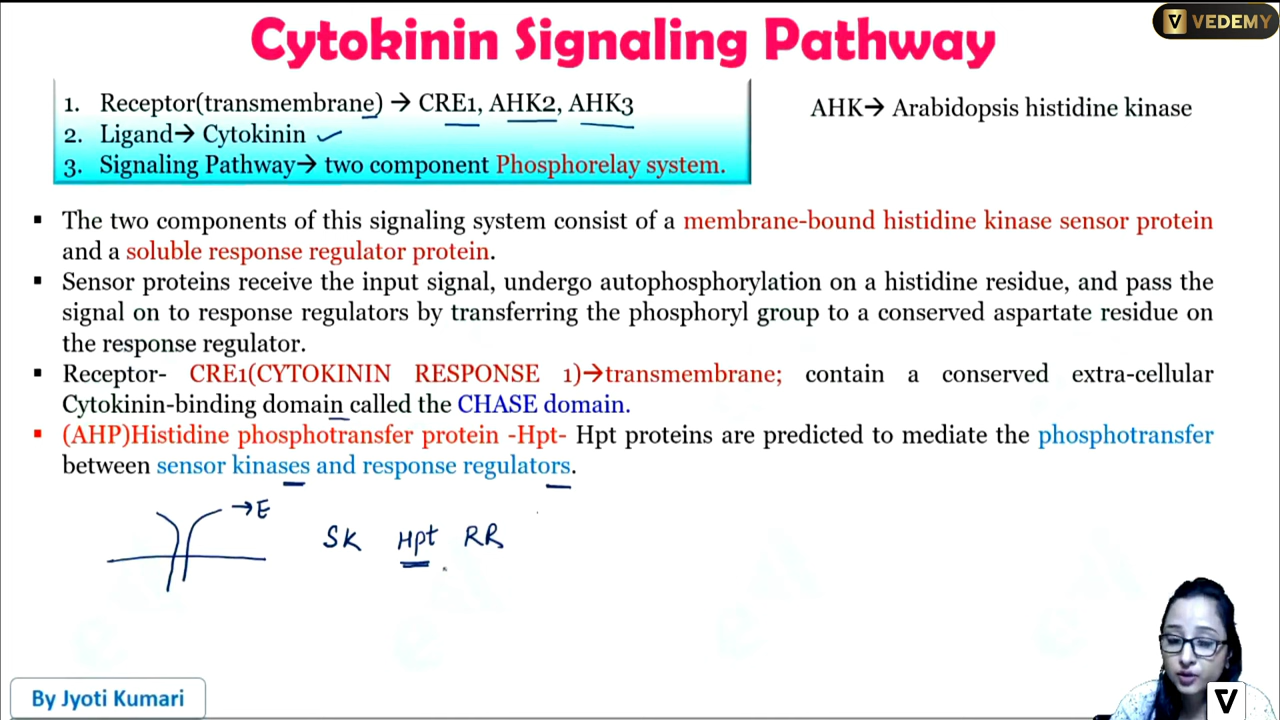 Cytokinin Signaling Pathway
VEDEMY
1. Receptor(transmembrane) → CRE1, AHK2, AHK3
2. Ligand→ Cytokinin
3. Signaling Pathway→ two component Phosphorelay system.
AHK→ Arabidopsis histidine kinase
▪ The two components of this signaling system consist of a membrane-bound histidine kinase sensor protein
and a soluble response regulator protein.
▪ Sensor proteins receive the input signal, undergo autophosphorylation on a histidine residue, and pass the
signal on to response regulators by transferring the phosphoryl group to a conserved aspartate residue on
the response regulator.
▪ Receptor- CRE1(CYTOKININ RESPONSE 1)→transmembrane; contain a conserved extra-cellular
Cytokinin-binding domain called the CHASE domain.
▪ (AHP)Histidine phosphotransfer protein -Hpt- Hpt proteins are predicted to mediate the phosphotransfer
between sensor kinases and response regulators.
→E
SK Hpt RR
By Jyoti Kumari